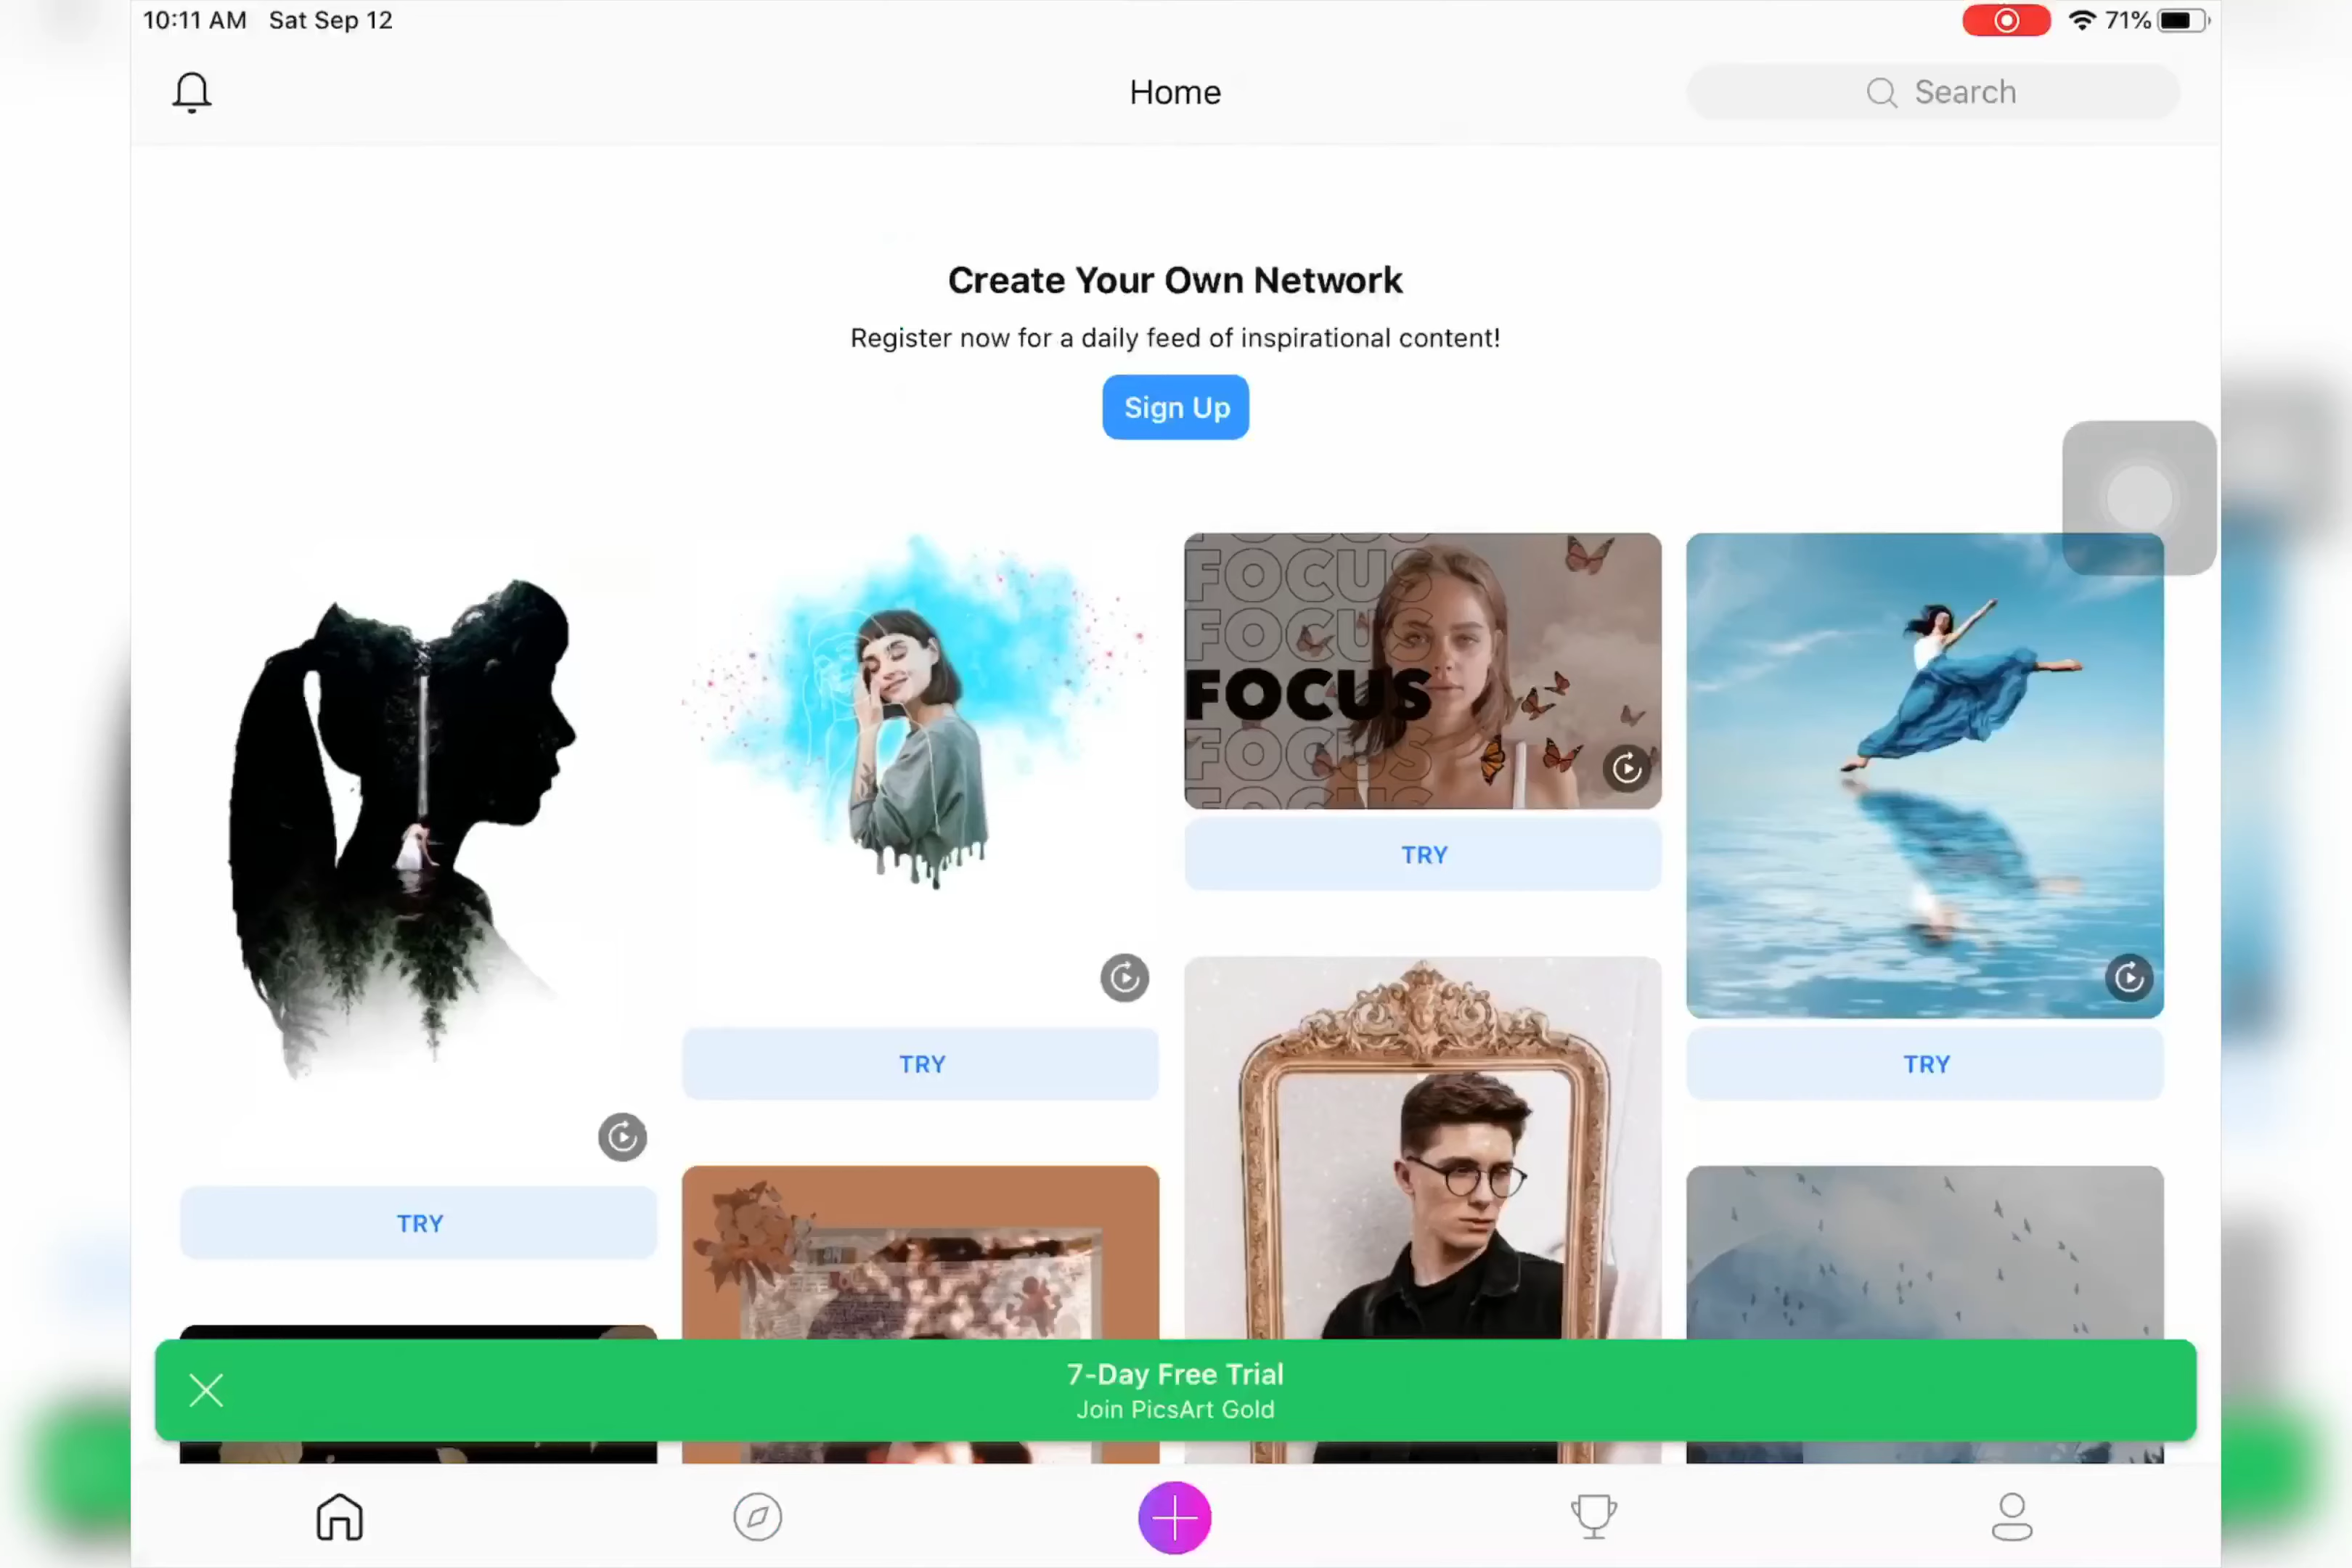 10:11 AM Sat Sep 12
71%
Home
Search
Create Your Own Network
Register now for a daily feed of inspirational content!
Sign Up
FOCUS
FOCUS
FOCUS
FOCUS
FOCUS
FOCUS
TRY
TRY
TRY
TRY
7-Day Free Trial
Join PicsArt Gold